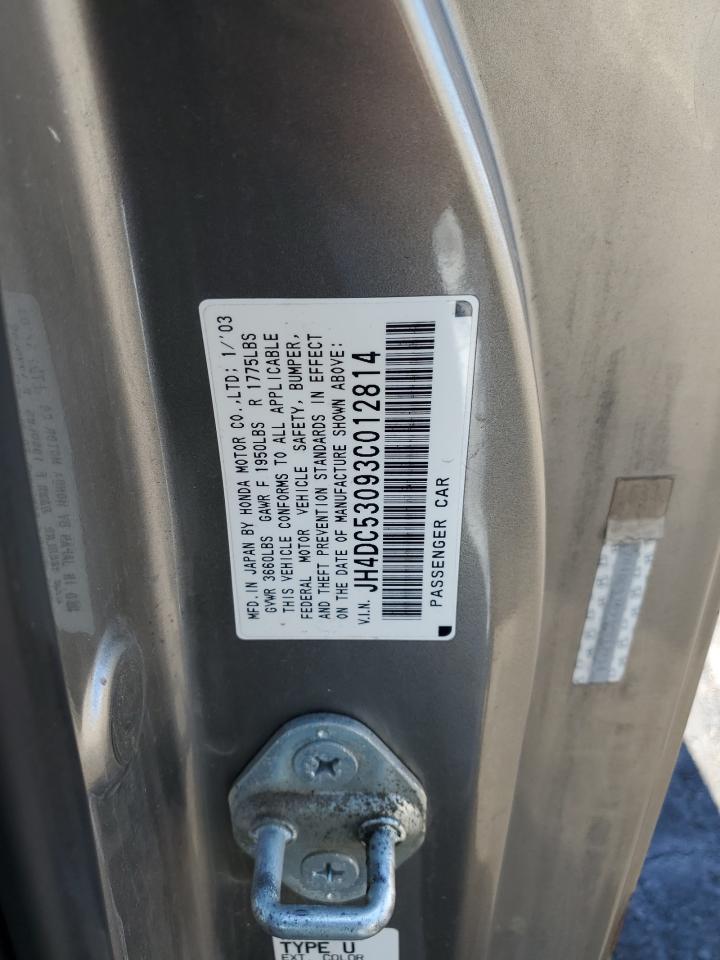 MFD. IN JAPAN BY HONDA MOTOR CO.,LTD; 1/'03
GVWR 3660LBS GAWR F 1950LBS R 1775LBS
THIS VEHICLE CONFORMS TO ALL APPLICABLE
FEDERAL MOTOR VEHICLE SAFETY, BUMPER,
AND THEFT PREVENTION STANDARDS IN EFFECT
ON THE DATE OF MANUFACTURE SHOWN ABOVE:
V.I.N. JH4DC53093C012814
PASSENGER CAR
TYPE U
EXT. COLOR